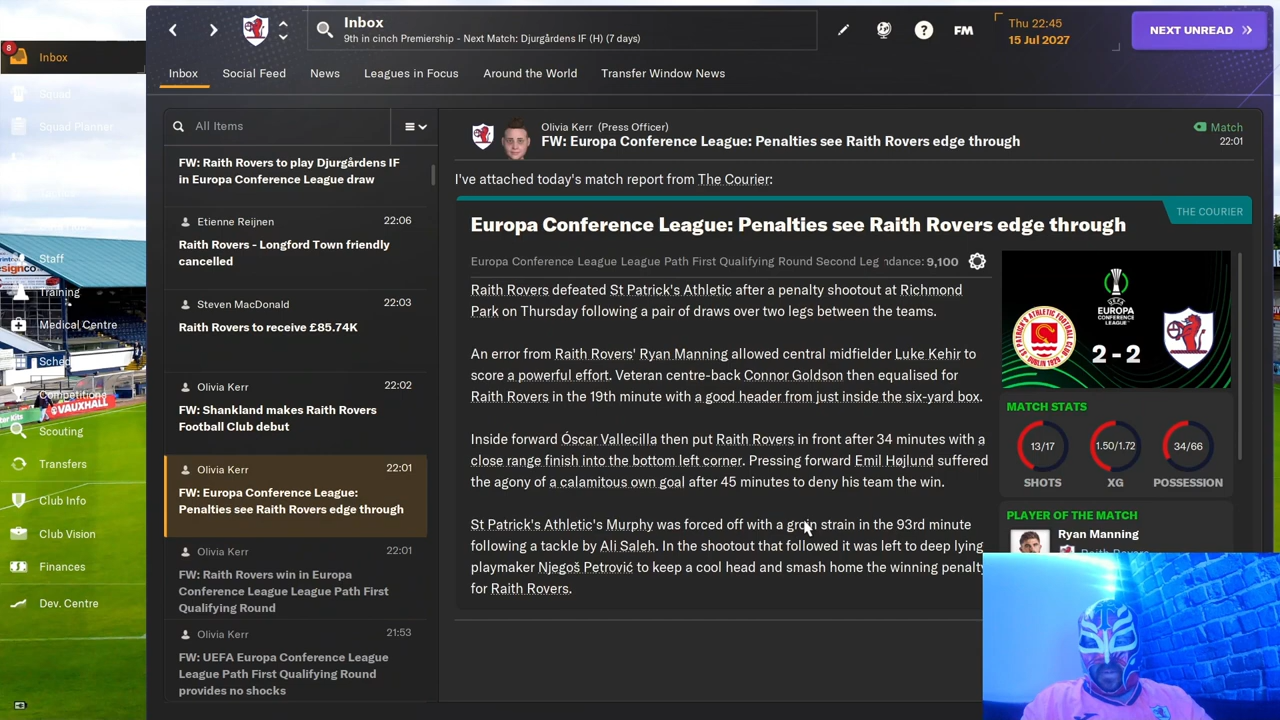 Inbox
9th in cinch Premiership - Next Match: Djurgårdens IF (H) (7 days)
FM
Thu 22:45
15 Jul 2027
NEXT UNREAD
8
Inbox
Squad
Squad Planner
Staff
Training
Medical Centre
Sched
Competitions
Scouting
Transfers
Club Info
Club Vision
Finances
Dev. Centre
VAUXHALL
Inbox
Social Feed
News
Leagues in Focus
Around the World
Transfer Window News
All Items
FW: Raith Rovers to play Djurgårdens IF
in Europa Conference League draw
Etienne Reijnen 22:06
Raith Rovers - Longford Town friendly
cancelled
Steven MacDonald 22:03
Raith Rovers to receive £85.74K
Olivia Kerr 22:02
FW: Shankland makes Raith Rovers
Football Club debut
Olivia Kerr 22:01
FW: Europa Conference League:
Penalties see Raith Rovers edge through
Olivia Kerr 22:01
FW: Raith Rovers win in Europa
Conference League League Path First
Qualifying Round
Olivia Kerr 21:53
FW: UEFA Europa Conference League
League Path First Qualifying Round
provides no shocks
Olivia Kerr (Press Officer)
FW: Europa Conference League: Penalties see Raith Rovers edge through
Match
22:01
I've attached today's match report from The Courier:
THE COURIER
Europa Conference League: Penalties see Raith Rovers edge through
Europa Conference League League Path First Qualifying Round Second Leg ndance: 9,100
Raith Rovers defeated St Patrick's Athletic after a penalty shootout at Richmond
Park on Thursday following a pair of draws over two legs between the teams.
An error from Raith Rovers' Ryan Manning allowed central midfielder Luke Kehir to
score a powerful effort. Veteran centre-back Connor Goldson then equalised for
Raith Rovers in the 19th minute with a good header from just inside the six-yard box.
Inside forward Óscar Vallecilla then put Raith Rovers in front after 34 minutes with a
close range finish into the bottom left corner. Pressing forward Emil Højlund suffered
the agony of a calamitous own goal after 45 minutes to deny his team the win.
St Patrick's Athletic's Murphy was forced off with a groin strain in the 93rd minute
following a tackle by Ali Saleh. In the shootout that followed it was left to deep lying
playmaker Njegoš Petrović to keep a cool head and smash home the winning penalty
for Raith Rovers.
EUROPA
CONFERENCE
LEAGUE
2 - 2
MATCH STATS
13/17
1.50/1.72
34/66
SHOTS
XG
POSSESSION
PLAYER OF THE MATCH
Ryan Manning